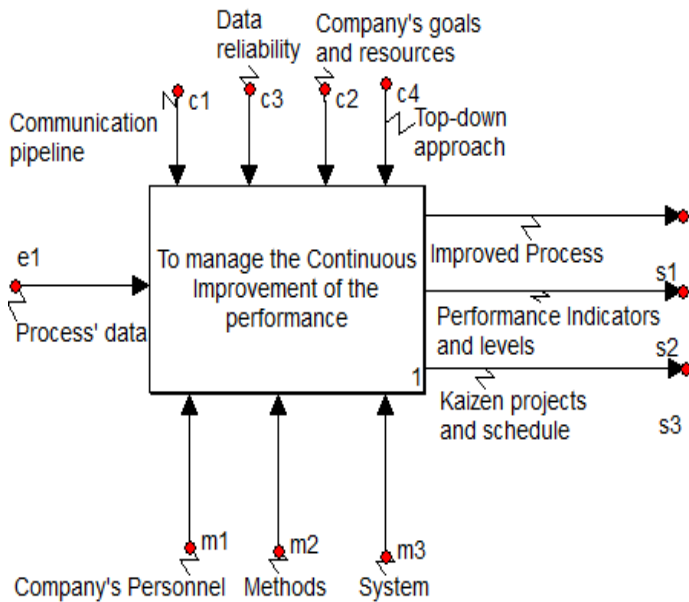 Data
reliability
Company's goals
and resources
c1
c3
c2
c4
Communication
pipeline
Top-down
approach
e1
Process' data
To manage the Continuous
Improvement of the
performance
1
Improved Process
s1
Performance Indicators
and levels
s2
Kaizen projects
and schedule
s3
m1
m2
m3
Company's Personnel
Methods
System